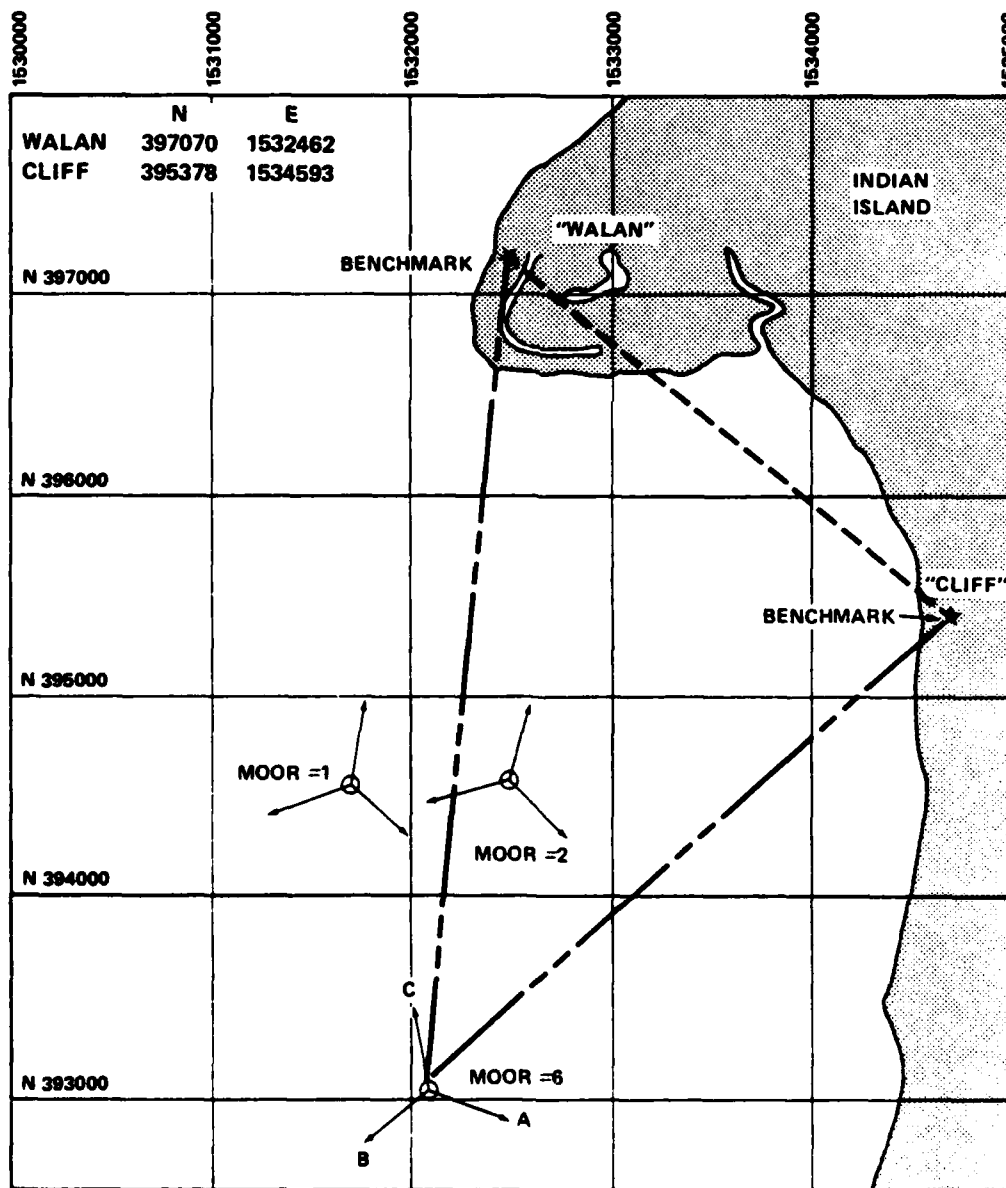 1530000
1531000
1532000
1533000
1534000
N E
WALAN 397070 1532462
CLIFF 395378 1534593
INDIAN
ISLAND
"WALAN"
BENCHMARK
N 397000
N 396000
"CLIFF"
BENCHMARK
N 395000
MOOR =1
MOOR =2
N 394000
C
MOOR =6
N 393000
A
B